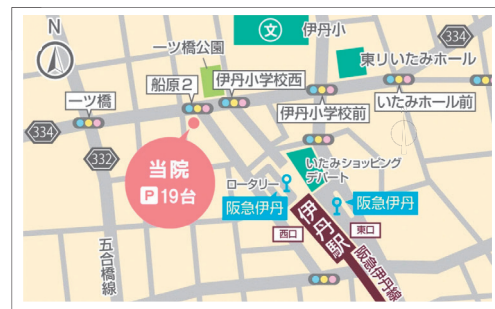 N
一ツ橋公園
文
伊丹小
334
東リいたみホール
船原2
伊丹小学校西
一ツ橋
伊丹小学校前
いたみホール前
334
332
当院
P 19台
いたみショッピング
デパート
ロータリー
阪急伊丹
阪急伊丹
西口
伊丹駅
東口
五合橋線
阪急伊丹線